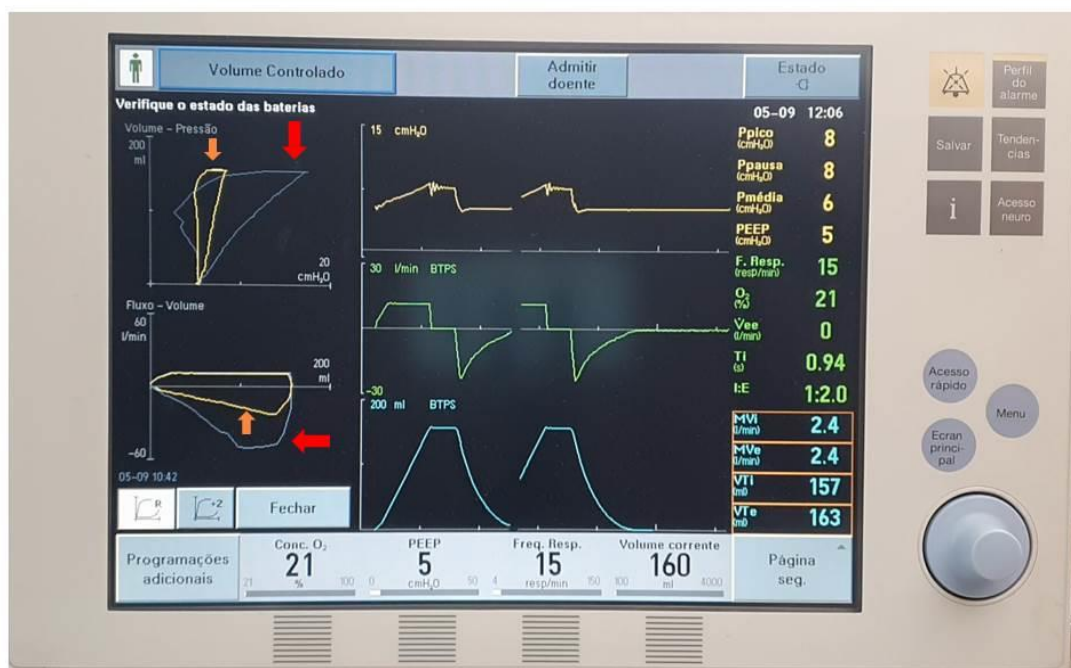 Volume Controlado
Admitir
doente
Estado
Verifique o estado das baterias
05-09 12:06
Volume – Pressão
200
ml
20
cmH₂O
Fluxo – Volume
60
l/min
200
ml
−60
05-09 10:42
R
+2
Fechar
15 cmH₂O
30 l/min BTPS
−30
200 ml BTPS
Ppico
(cmH₂O)
8
Ppausa
(cmH₂O)
8
Pmédia
(cmH₂O)
6
PEEP
(cmH₂O)
5
F. Resp.
(resp/min)
15
O₂
(%)
21
V̇ee
(l/min)
0
Ti
(s)
0.94
I:E
1:2.0
MVi
(l/min)
2.4
MVe
(l/min)
2.4
VTi
(ml)
157
VTe
(ml)
163
Programações
adicionais
Conc. O₂
21
21 % 100
PEEP
5
0 cmH₂O 50
Freq. Resp.
15
4 resp/min 150
Volume corrente
160
100 ml 4000
Página
seg.
Perfil
do
alarme
Salvar
Tendên-
cias
i
Acesso
neuro
Acesso
rápido
Menu
Ecran
princi-
pal